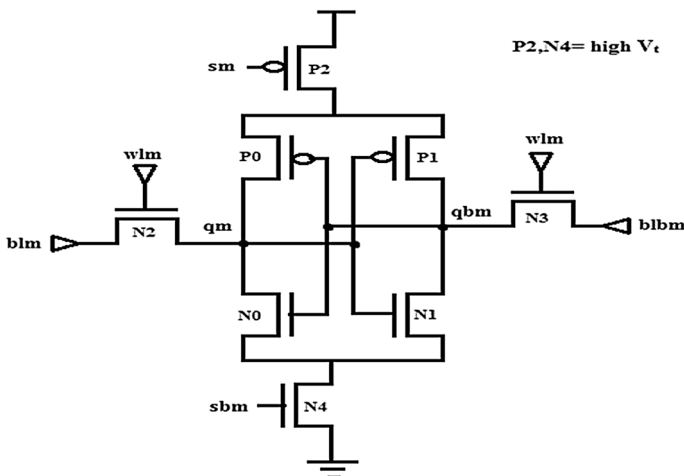 sm
P2
P2,N4= high Vt
wlm
P0
P1
wlm
blm
N2
qm
qbm
N3
blbm
N0
N1
sbm
N4